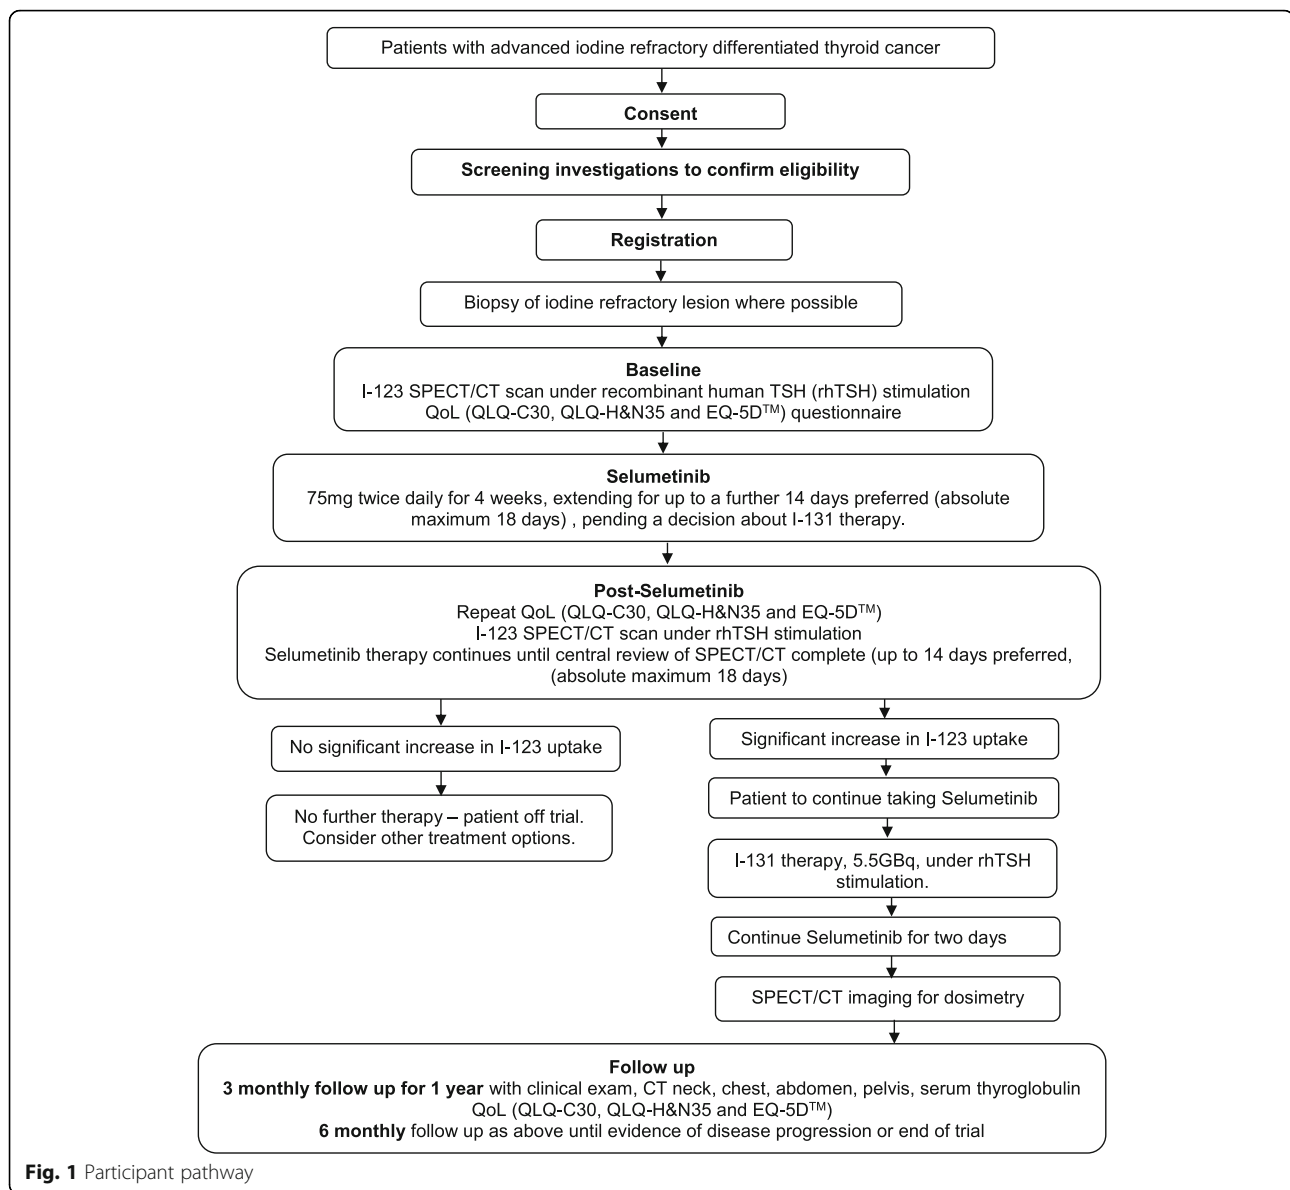 Patients with advanced iodine refractory differentiated thyroid cancer
Consent
Screening investigations to confirm eligibility
Registration
Biopsy of iodine refractory lesion where possible
Baseline
I-123 SPECT/CT scan under recombinant human TSH (rhTSH) stimulation
QoL (QLQ-C30, QLQ-H&N35 and EQ-5D™) questionnaire
Selumetinib
75mg twice daily for 4 weeks, extending for up to a further 14 days preferred (absolute
maximum 18 days) , pending a decision about I-131 therapy.
Post-Selumetinib
Repeat QoL (QLQ-C30, QLQ-H&N35 and EQ-5D™)
I-123 SPECT/CT scan under rhTSH stimulation
Selumetinib therapy continues until central review of SPECT/CT complete (up to 14 days preferred,
(absolute maximum 18 days)
No significant increase in I-123 uptake
No further therapy – patient off trial.
Consider other treatment options.
Significant increase in I-123 uptake
Patient to continue taking Selumetinib
I-131 therapy, 5.5GBq, under rhTSH
stimulation.
Continue Selumetinib for two days
SPECT/CT imaging for dosimetry
Follow up
3 monthly follow up for 1 year with clinical exam, CT neck, chest, abdomen, pelvis, serum thyroglobulin
QoL (QLQ-C30, QLQ-H&N35 and EQ-5D™)
6 monthly follow up as above until evidence of disease progression or end of trial
Fig. 1 Participant pathway